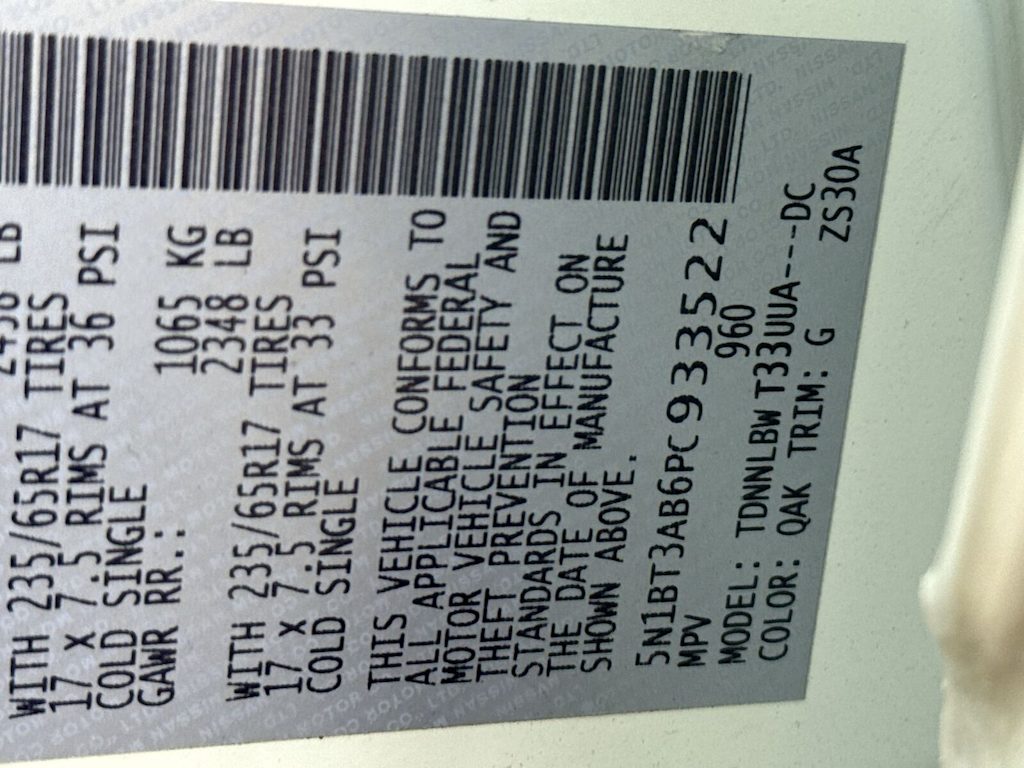 WITH 235/65R17 TIRES
17 X 7.5 RIMS AT 36 PSI
COLD SINGLE
GAWR RR.: 1065 KG
2348 LB
WITH 235/65R17 TIRES
17 X 7.5 RIMS AT 33 PSI
COLD SINGLE
THIS VEHICLE CONFORMS TO
ALL APPLICABLE FEDERAL
MOTOR VEHICLE SAFETY AND
THEFT PREVENTION
STANDARDS IN EFFECT ON
THE DATE OF MANUFACTURE
SHOWN ABOVE.
5N1BT3AB6PC933522
MPV 960
MODEL: TDNNLBW T33UUA---DC
COLOR: QAK TRIM: G ZS30A